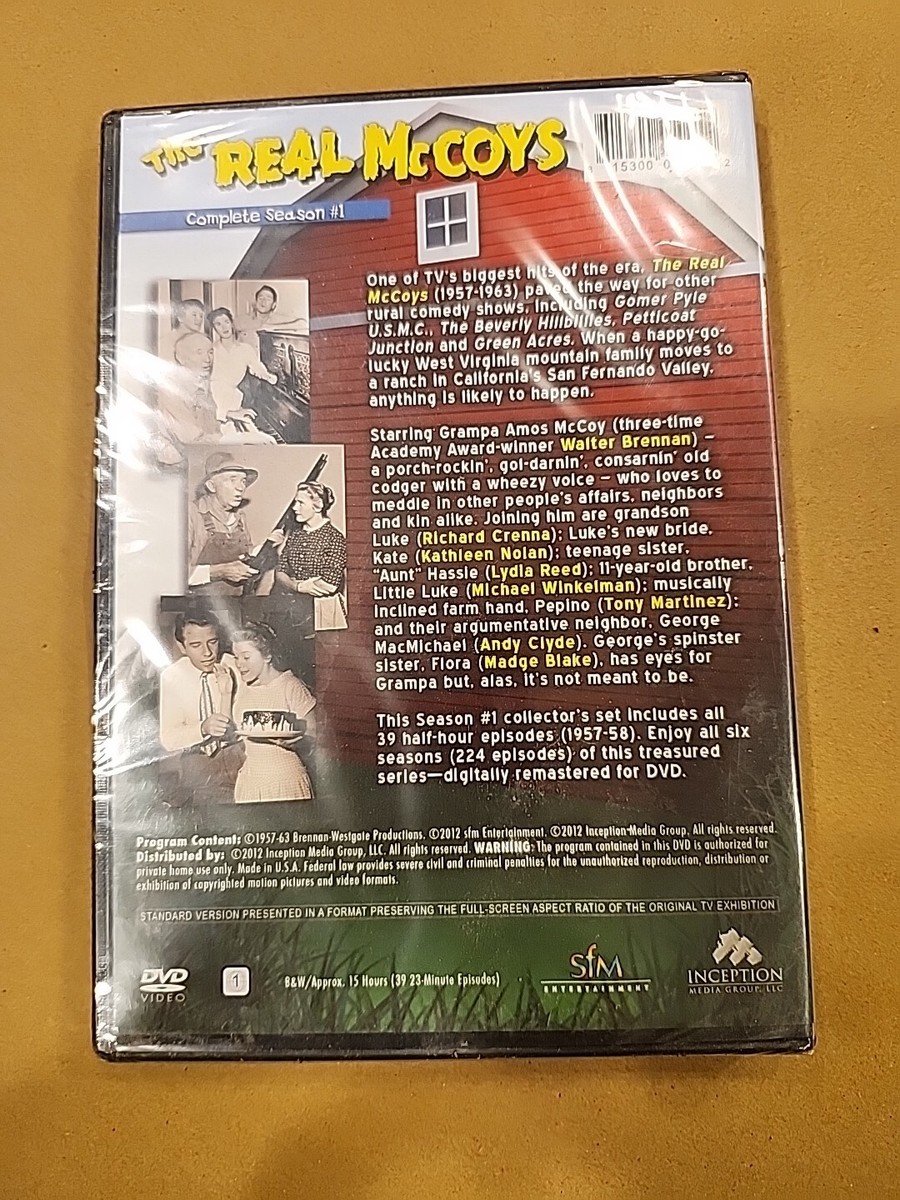 THE REAL McCOYS
Complete Season #1
15300 0
2
One of TV's biggest hits of the era, The Real
McCoys (1957-1963) paved the way for other
rural comedy shows, including Gomer Pyle
U.S.M.C., The Beverly Hillbillies, Petticoat
Junction and Green Acres. When a happy-go-
lucky West Virginia mountain family moves to
a ranch in California's San Fernando Valley,
anything is likely to happen.
Starring Grampa Amos McCoy (three-time
Academy Award-winner Walter Brennan) –
a porch-rockin', gol-darnin', consarnin' old
codger with a wheezy voice – who loves to
meddle in other people's affairs, neighbors
and kin alike. Joining him are grandson
Luke (Richard Crenna); Luke's new bride,
Kate (Kathleen Nolan); teenage sister,
"Aunt" Hassie (Lydia Reed); 11-year-old brother,
Little Luke (Michael Winkelman); musically
inclined farm hand, Pepino (Tony Martinez);
and their argumentative neighbor, George
MacMichael (Andy Clyde). George's spinster
sister, Flora (Madge Blake), has eyes for
Grampa but, alas, it's not meant to be.
This Season #1 collector's set includes all
39 half-hour episodes (1957-58). Enjoy all six
seasons (224 episodes) of this treasured
series—digitally remastered for DVD.
Program Content: ©1957-63 Brennan-Westgate Productions. ©2012 sfm Entertainment. ©2012 Inception Media Group, All rights reserved.
Distributed by: ©2012 Inception Media Group, LLC. All rights reserved. WARNING: The program contained in this DVD is authorized for
private home use only. Made in U.S.A. Federal law provides severe civil and criminal penalties for the unauthorized reproduction, distribution or
exhibition of copyrighted motion pictures and video formats.
STANDARD VERSION PRESENTED IN A FORMAT PRESERVING THE FULL-SCREEN ASPECT RATIO OF THE ORIGINAL TV EXHIBITION
DVD
VIDEO
1
B&W/Approx. 15 Hours (39 23-Minute Episodes)
sfm
ENTERTAINMENT
INCEPTION
MEDIA GROUP, LLC